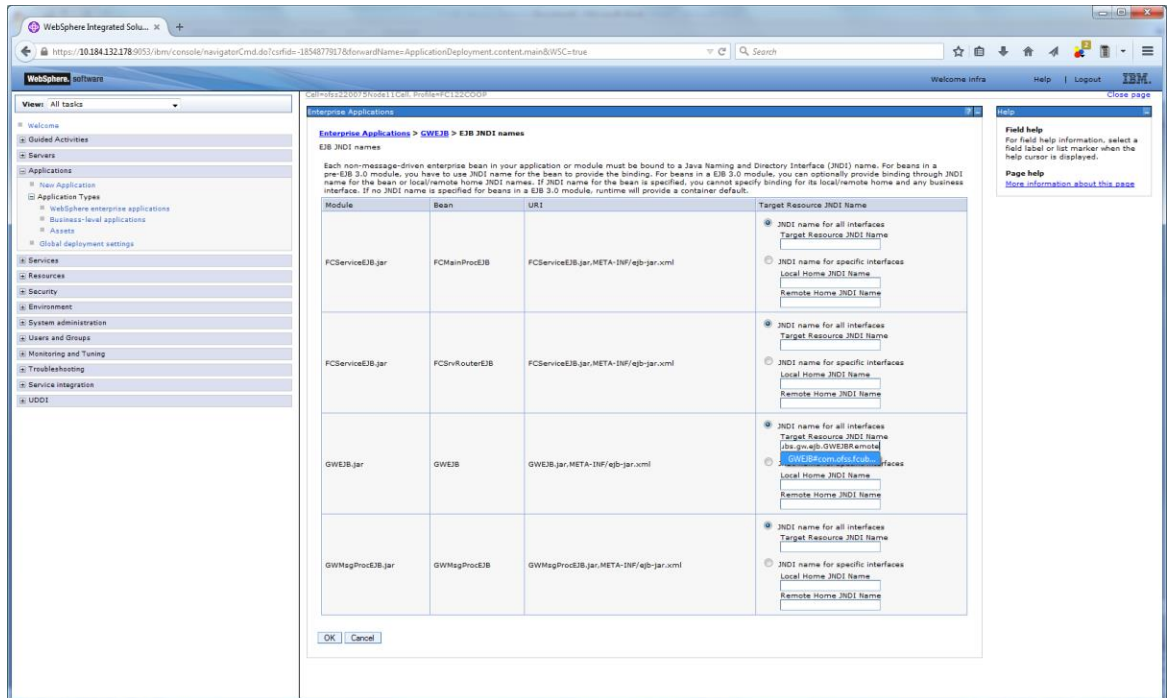 WebSphere Integrated Solu... × +
https://10.184.132.178:9053/ibm/console/navigatorCmd.do?csrfid=-1854877917&forwardName=ApplicationDeployment.content.main&WSC=true
Search
2
WebSphere. software
Welcome infra
Help | Logout
IBM.
View: All tasks
Welcome
Guided Activities
Servers
Applications
New Application
Application Types
WebSphere enterprise applications
Business-level applications
Assets
Global deployment settings
Services
Resources
Security
Environment
System administration
Users and Groups
Monitoring and Tuning
Troubleshooting
Service integration
UDDI
Cell=ofss220075Node11Cell, Profile=FC122COOP
Close page
Enterprise Applications
Enterprise Applications > GWEJB > EJB JNDI names
EJB JNDI names
Each non-message-driven enterprise bean in your application or module must be bound to a Java Naming and Directory Interface (JNDI) name. For beans in a
pre-EJB 3.0 module, you have to use JNDI name for the bean to provide the binding. For beans in a EJB 3.0 module, you can optionally provide binding through JNDI
name for the bean or local/remote home JNDI names. If JNDI name for the bean is specified, you cannot specify binding for its local/remote home and any business
interface. If no JNDI name is specified for beans in a EJB 3.0 module, runtime will provide a container default.
Module Bean URI Target Resource JNDI Name
FCServiceEJB.jar FCMainProcEJB FCServiceEJB.jar,META-INF/ejb-jar.xml
JNDI name for all interfaces
Target Resource JNDI Name
JNDI name for specific interfaces
Local Home JNDI Name
Remote Home JNDI Name
FCServiceEJB.jar FCSrvRouterEJB FCServiceEJB.jar,META-INF/ejb-jar.xml
JNDI name for all interfaces
Target Resource JNDI Name
JNDI name for specific interfaces
Local Home JNDI Name
Remote Home JNDI Name
GWEJB.jar GWEJB GWEJB.jar,META-INF/ejb-jar.xml
JNDI name for all interfaces
Target Resource JNDI Name
ubs.gw.ejb.GWEJBRemote
GWEJB#com.ofss.fcub...
Local Home JNDI Name
Remote Home JNDI Name
GWMsgProcEJB.jar GWMsgProcEJB GWMsgProcEJB.jar,META-INF/ejb-jar.xml
JNDI name for all interfaces
Target Resource JNDI Name
JNDI name for specific interfaces
Local Home JNDI Name
Remote Home JNDI Name
OK Cancel
Help
Field help
For field help information, select a
field label or list marker when the
help cursor is displayed.
Page help
More information about this page